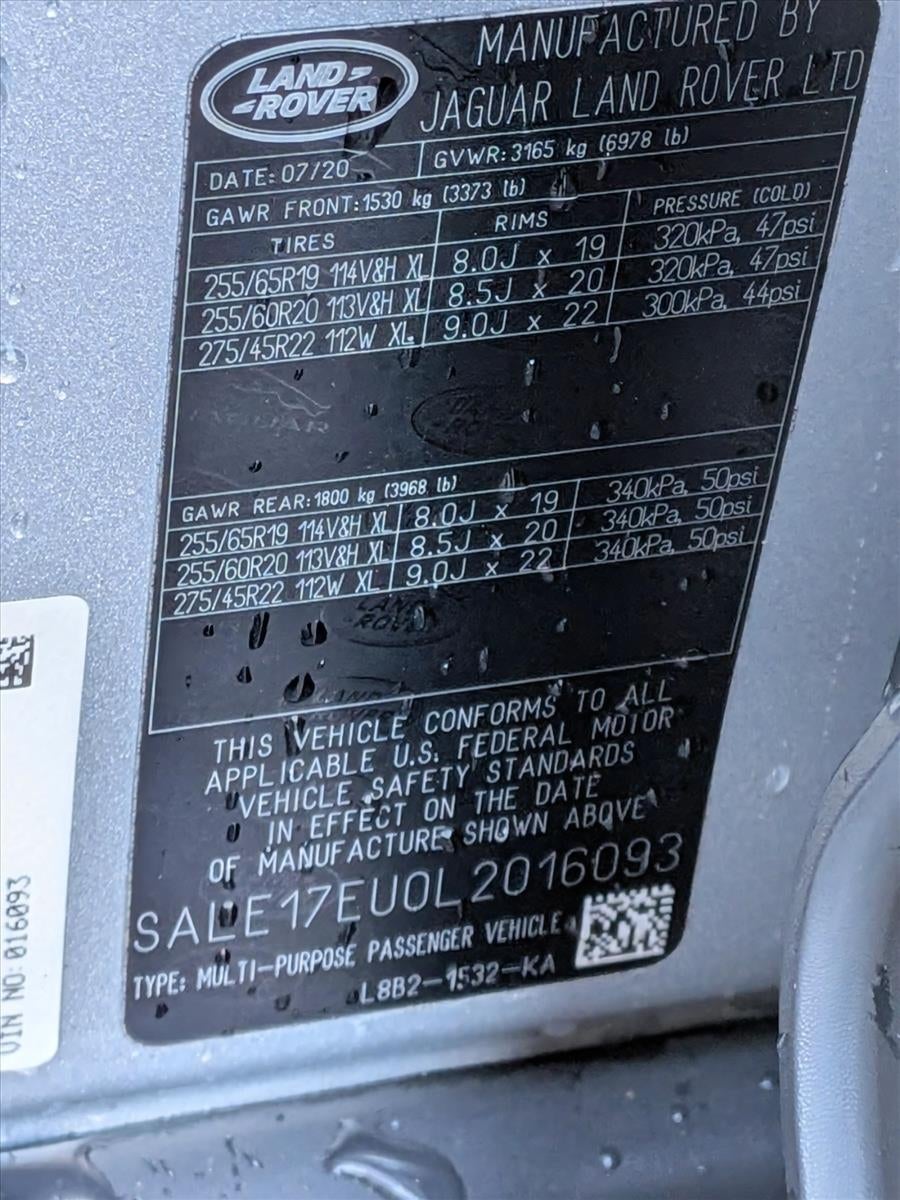 LAND-
-ROVER
MANUFACTURED BY
JAGUAR LAND ROVER LTD
DATE: 07/20 GVWR: 3165 kg (6978 lb)
GAWR FRONT: 1530 kg (3373 lb)
TIRES RIMS PRESSURE (COLD)
255/65R19 114V&H XL 8.0J x 19 320kPa, 47psi
255/60R20 113V&H XL 8.5J x 20 320kPa, 47psi
275/45R22 112W XL 9.0J x 22 300kPa, 44psi
GAWR REAR: 1800 kg (3968 lb)
255/65R19 114V&H XL 8.0J x 19 340kPa, 50psi
255/60R20 113V&H XL 8.5J x 20 340kPa, 50psi
275/45R22 112W XL 9.0J x 22 340kPa, 50psi
LAND-
-ROVER
THIS VEHICLE CONFORMS TO ALL
APPLICABLE U.S. FEDERAL MOTOR
VEHICLE SAFETY STANDARDS
IN EFFECT ON THE DATE
OF MANUFACTURE SHOWN ABOVE
SALE17EU0L2016093
TYPE: MULTI-PURPOSE PASSENGER VEHICLE
L8B2-1532-KA
VIN NO: 016093